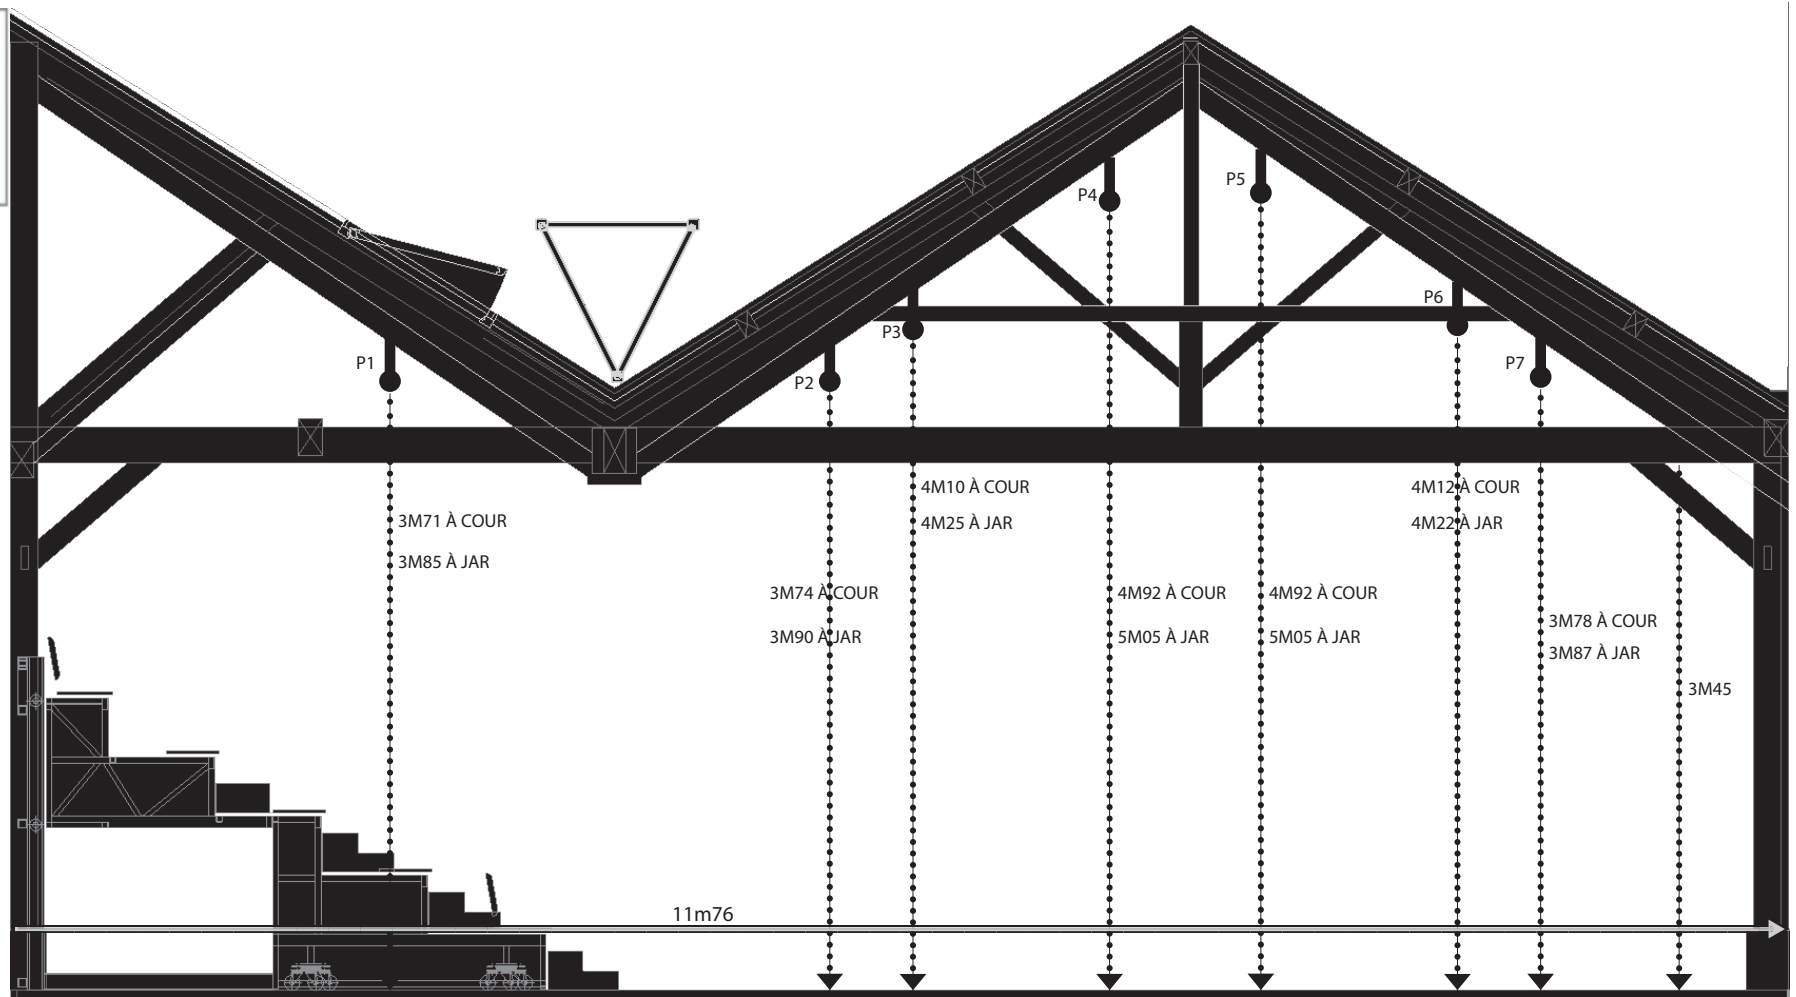 P4
P5
P6
P3
P1
P2
P7
4M10 À COUR
4M25 À JAR
4M12 À COUR
4M22 À JAR
3M71 À COUR
3M85 À JAR
3M74 À COUR
3M90 À JAR
4M92 À COUR
5M05 À JAR
4M92 À COUR
5M05 À JAR
3M78 À COUR
3M87 À JAR
3M45
11m76